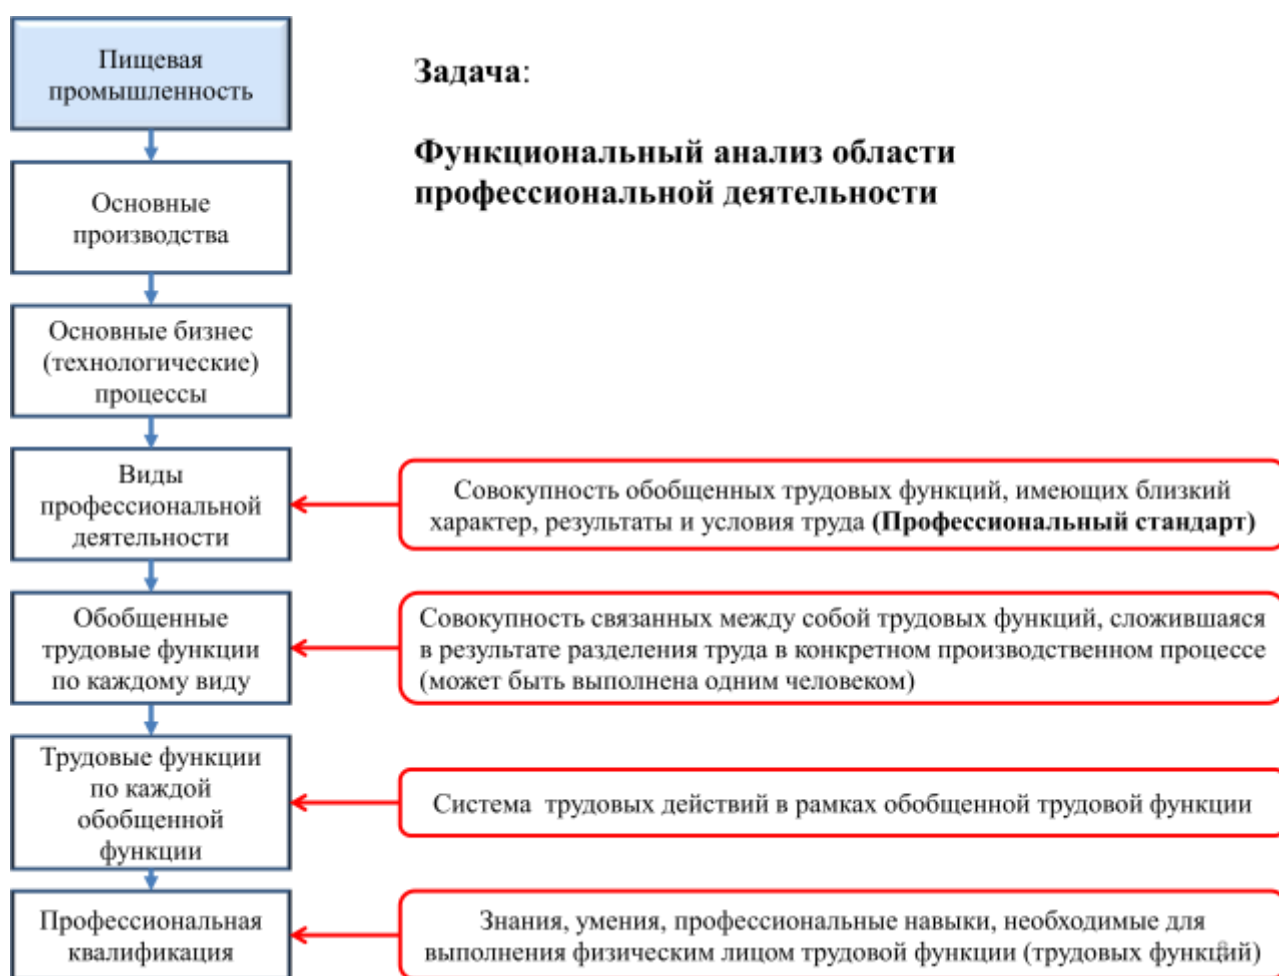 Пищевая
промышленность
Задача:
Функциональный анализ области
профессиональной деятельности
Основные
производства
Основные бизнес
(технологические)
процессы
Виды
профессиональной
деятельности
Совокупность обобщенных трудовых функций, имеющих близкий
характер, результаты и условия труда (Профессиональный стандарт)
Обобщенные
трудовые функции
по каждому виду
Совокупность связанных между собой трудовых функций, сложившаяся
в результате разделения труда в конкретном производственном процессе
(может быть выполнена одним человеком)
Трудовые функции
по каждой
обобщенной
функции
Система трудовых действий в рамках обобщенной трудовой функции
Профессиональная
квалификация
Знания, умения, профессиональные навыки, необходимые для
выполнения физическим лицом трудовой функции (трудовых функций)